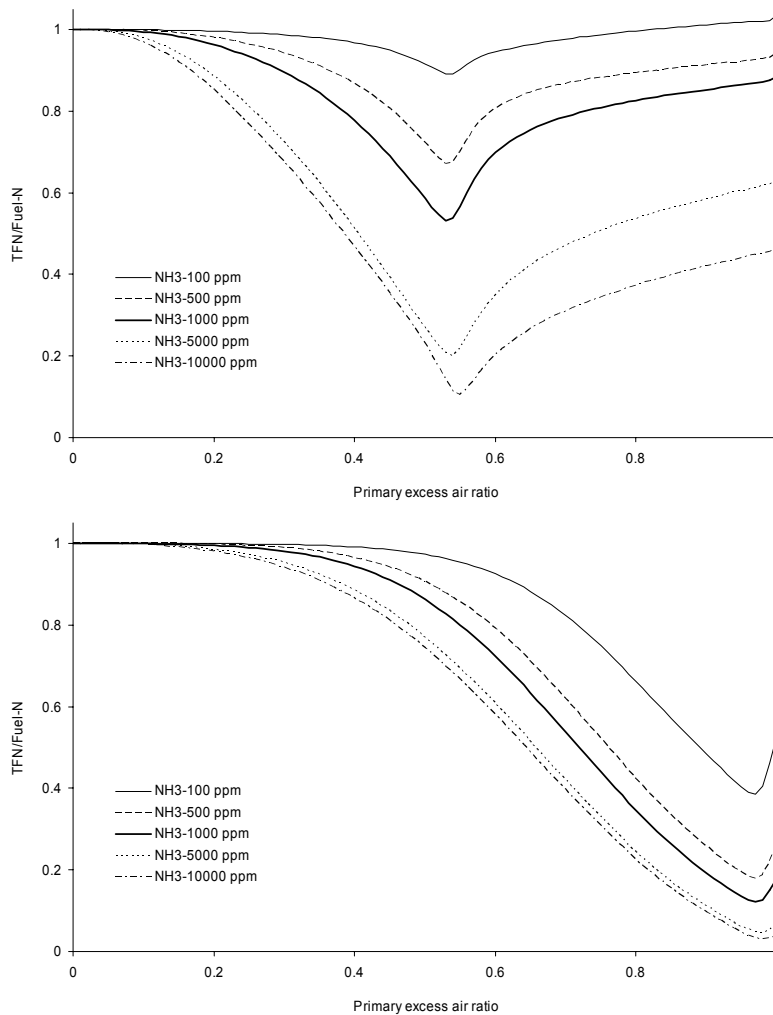 1
0.8
0.6
0.4
0.2
0
TFN/Fuel-N
NH3-100 ppm
NH3-500 ppm
NH3-1000 ppm
NH3-5000 ppm
NH3-10000 ppm
0 0.2 0.4 0.6 0.8
Primary excess air ratio
1
0.8
0.6
0.4
0.2
0
TFN/Fuel-N
NH3-100 ppm
NH3-500 ppm
NH3-1000 ppm
NH3-5000 ppm
NH3-10000 ppm
0 0.2 0.4 0.6 0.8
Primary excess air ratio